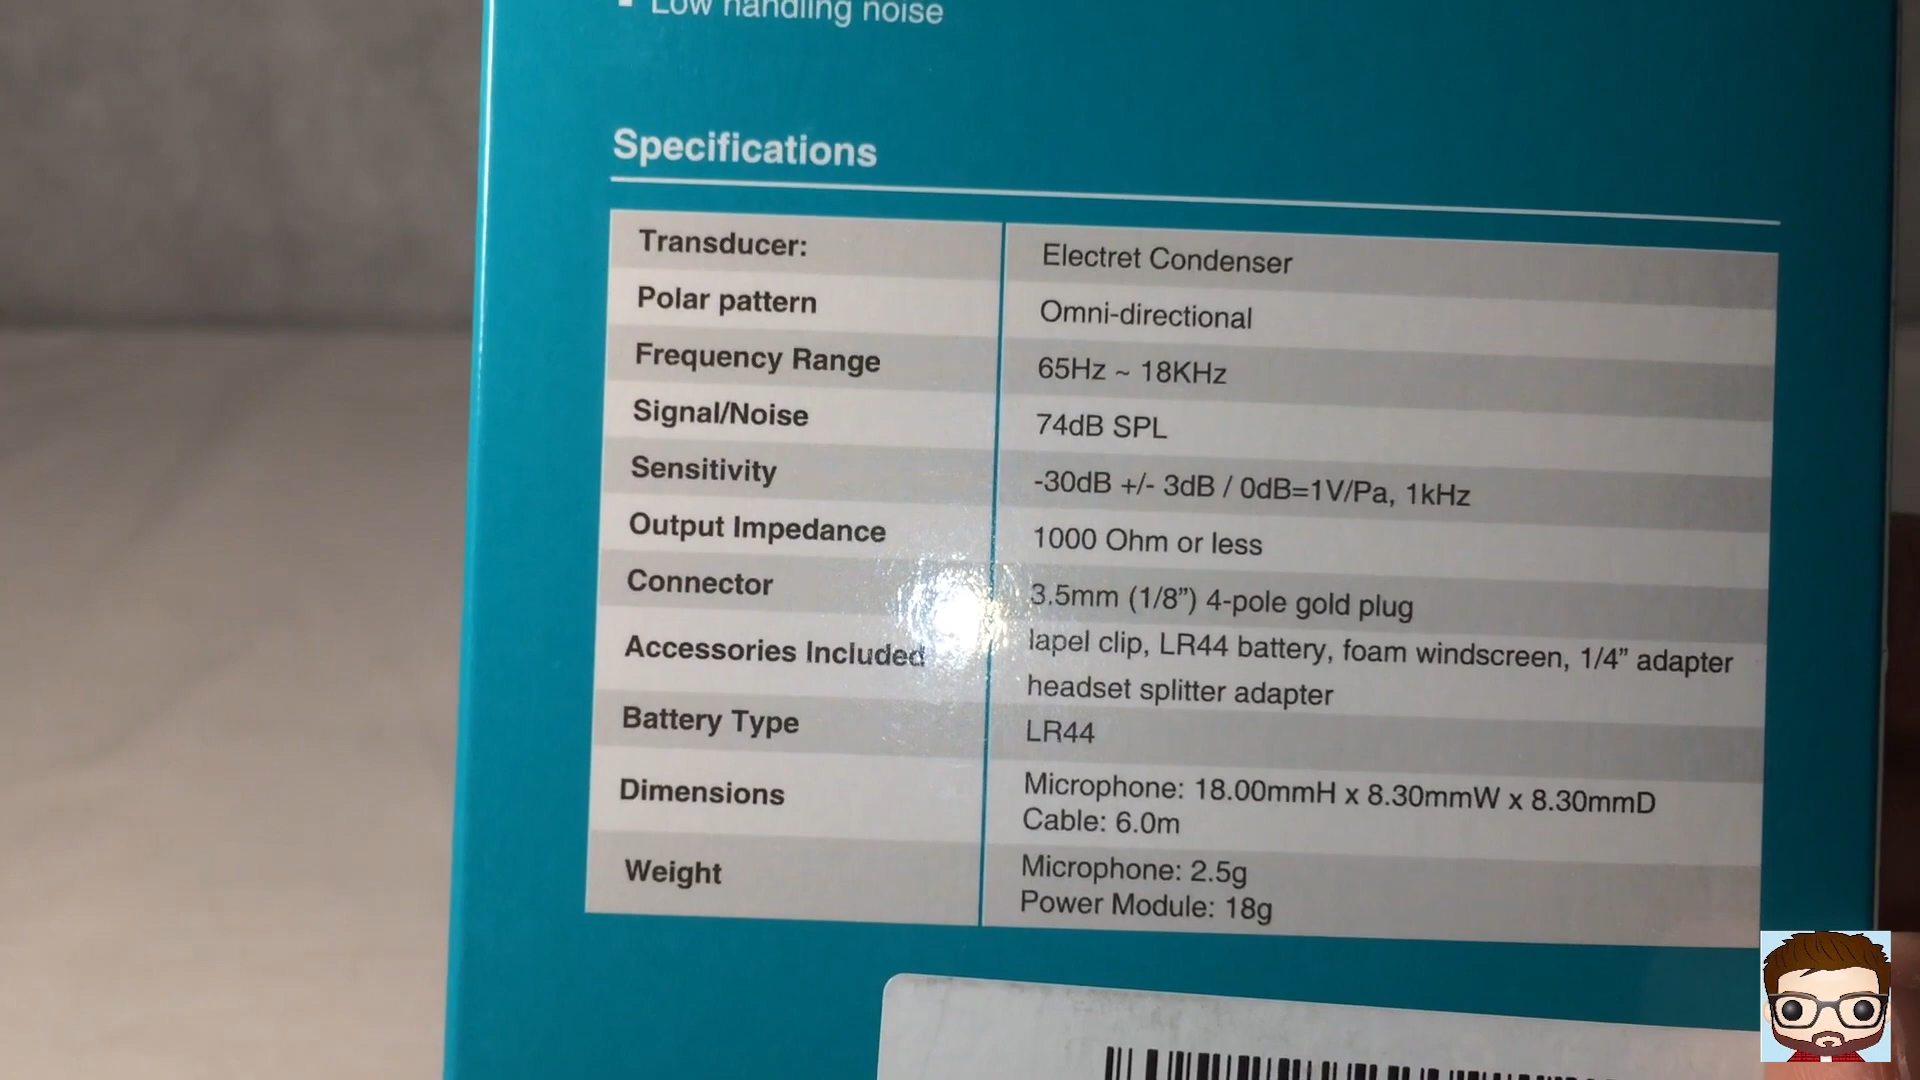 Low handling noise
Specifications
Transducer: Electret Condenser
Polar pattern Omni-directional
Frequency Range 65Hz ~ 18KHz
Signal/Noise 74dB SPL
Sensitivity -30dB +/- 3dB / 0dB=1V/Pa, 1kHz
Output Impedance 1000 Ohm or less
Connector 3.5mm (1/8”) 4-pole gold plug
Accessories Included lapel clip, LR44 battery, foam windscreen, 1/4” adapter
headset splitter adapter
Battery Type LR44
Dimensions Microphone: 18.00mmH x 8.30mmW x 8.30mmD
Cable: 6.0m
Weight Microphone: 2.5g
Power Module: 18g